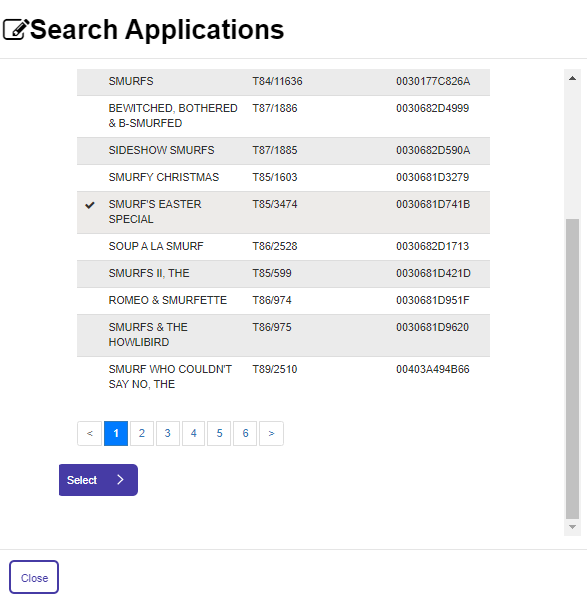 Search Applications
SMURFS T84/11636 0030177C826A
BEWITCHED, BOTHERED T87/1886 0030682D4999
& B-SMURFED
SIDESHOW SMURFS T87/1885 0030682D590A
SMURFY CHRISTMAS T85/1603 0030681D3279
SMURF'S EASTER T85/3474 0030681D741B
SPECIAL
SOUP A LA SMURF T86/2528 0030682D1713
SMURFS II, THE T85/599 0030681D421D
ROMEO & SMURFETTE T86/974 0030681D951F
SMURFS & THE T86/975 0030681D9620
HOWLIBIRD
SMURF WHO COULDN'T T89/2510 00403A494B66
SAY NO, THE
< 1 2 3 4 5 6 >
Select
Close